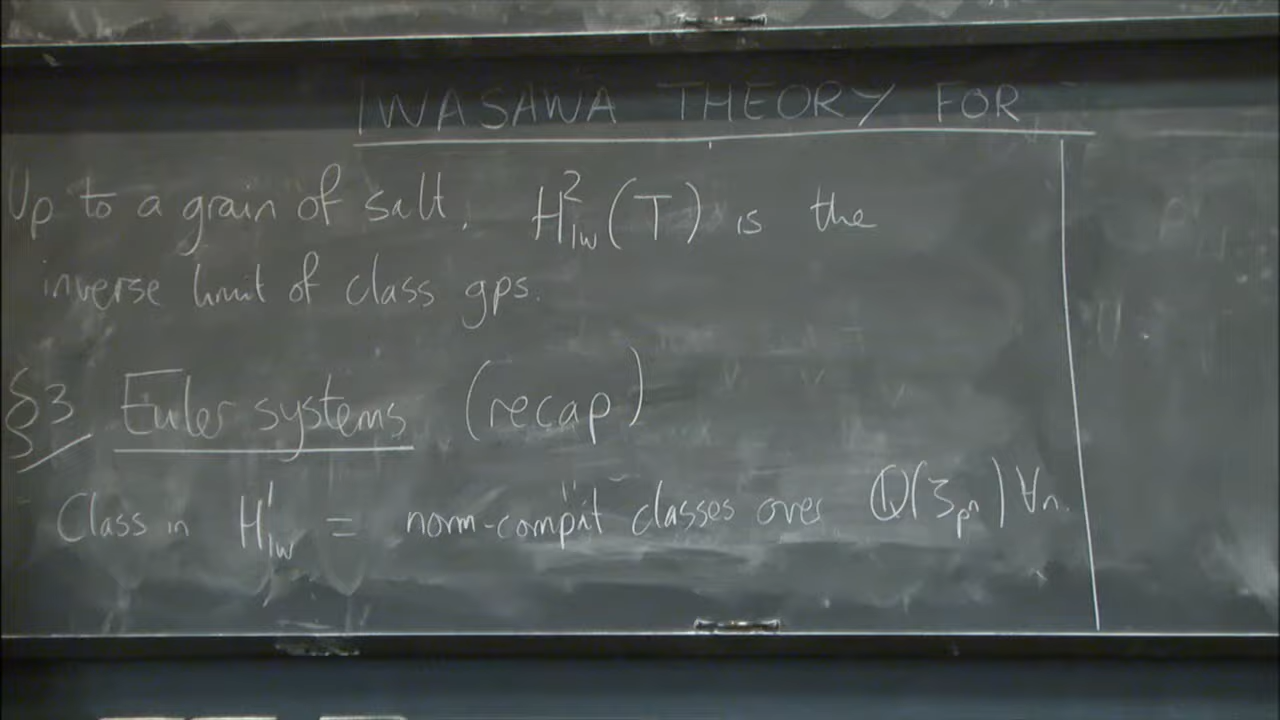 IWASAWA THEORY FOR
Up to a grain of salt, H²_Iw(T) is the
inverse limit of class gps.
§3 Euler systems (recap)
Class in H¹_Iw = norm-compat classes over ℚ(ζ_pⁿ) ∀n.